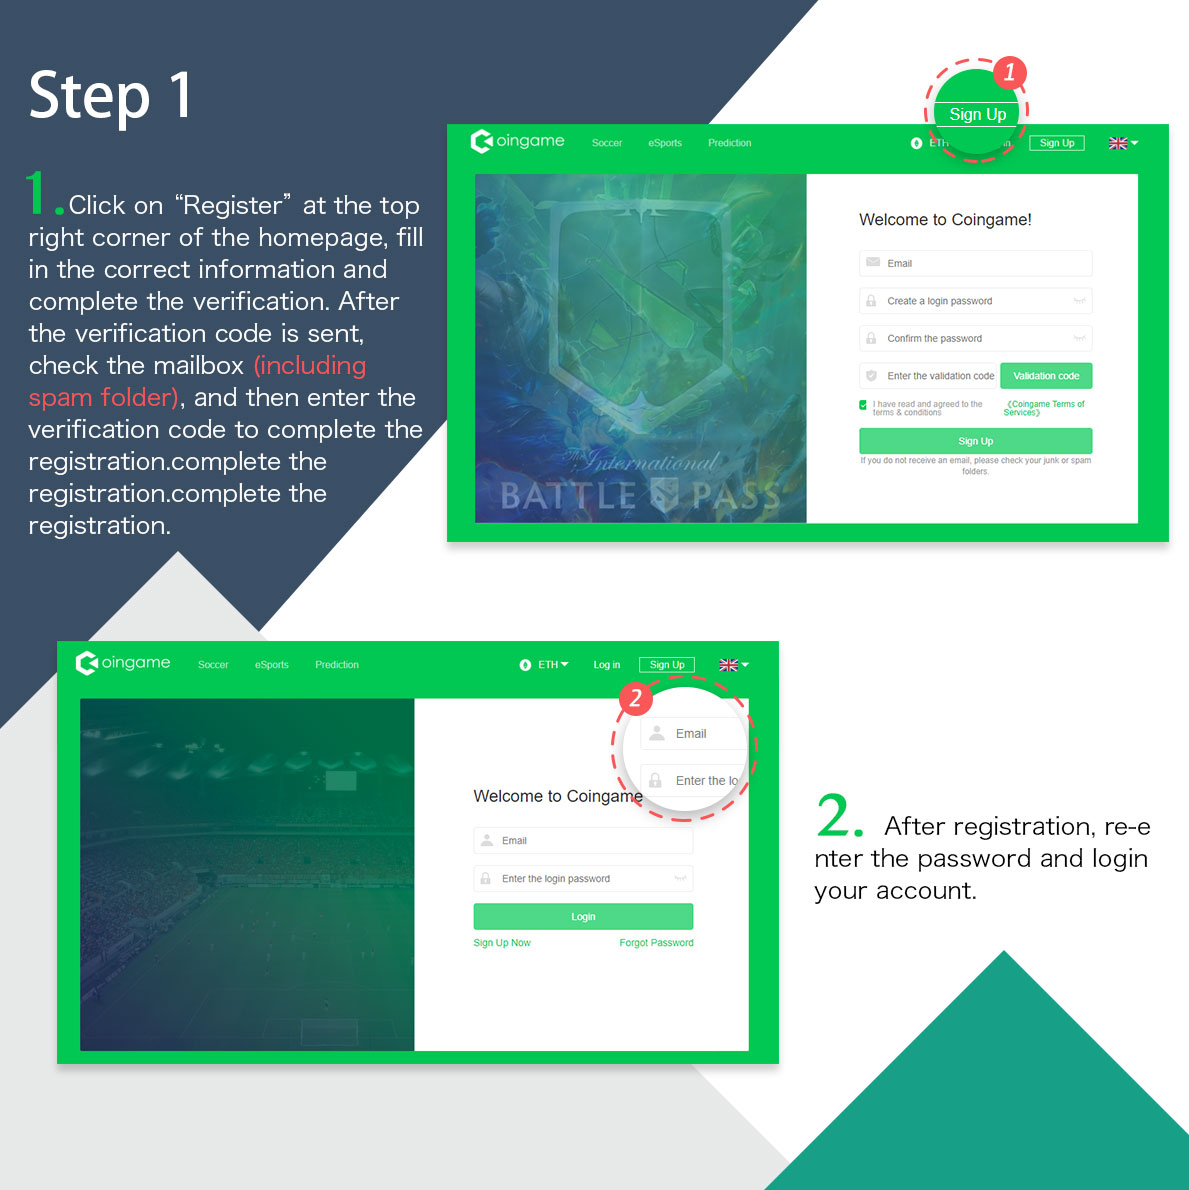 Step 1
1. Click on “Register” at the top
right corner of the homepage, fill
in the correct information and
complete the verification. After
the verification code is sent,
check the mailbox (including
spam folder), and then enter the
verification code to complete the
registration.complete the
registration.complete the
registration.
1
Sign Up
Coingame Soccer eSports Prediction ETH in Sign Up
Welcome to Coingame!
Email
Create a login password
Confirm the password
Enter the validation code Validation code
I have read and agreed to the 《Coingame Terms of
terms & conditions Services》
Sign Up
If you do not receive an email, please check your junk or spam
folders.
The International
BATTLE PASS
Coingame Soccer eSports Prediction ETH Log in Sign Up
2
Email
Enter the lo
Welcome to Coingame
Email
Enter the login password
Login
Sign Up Now Forgot Password
2. After registration, re-e
nter the password and login
your account.